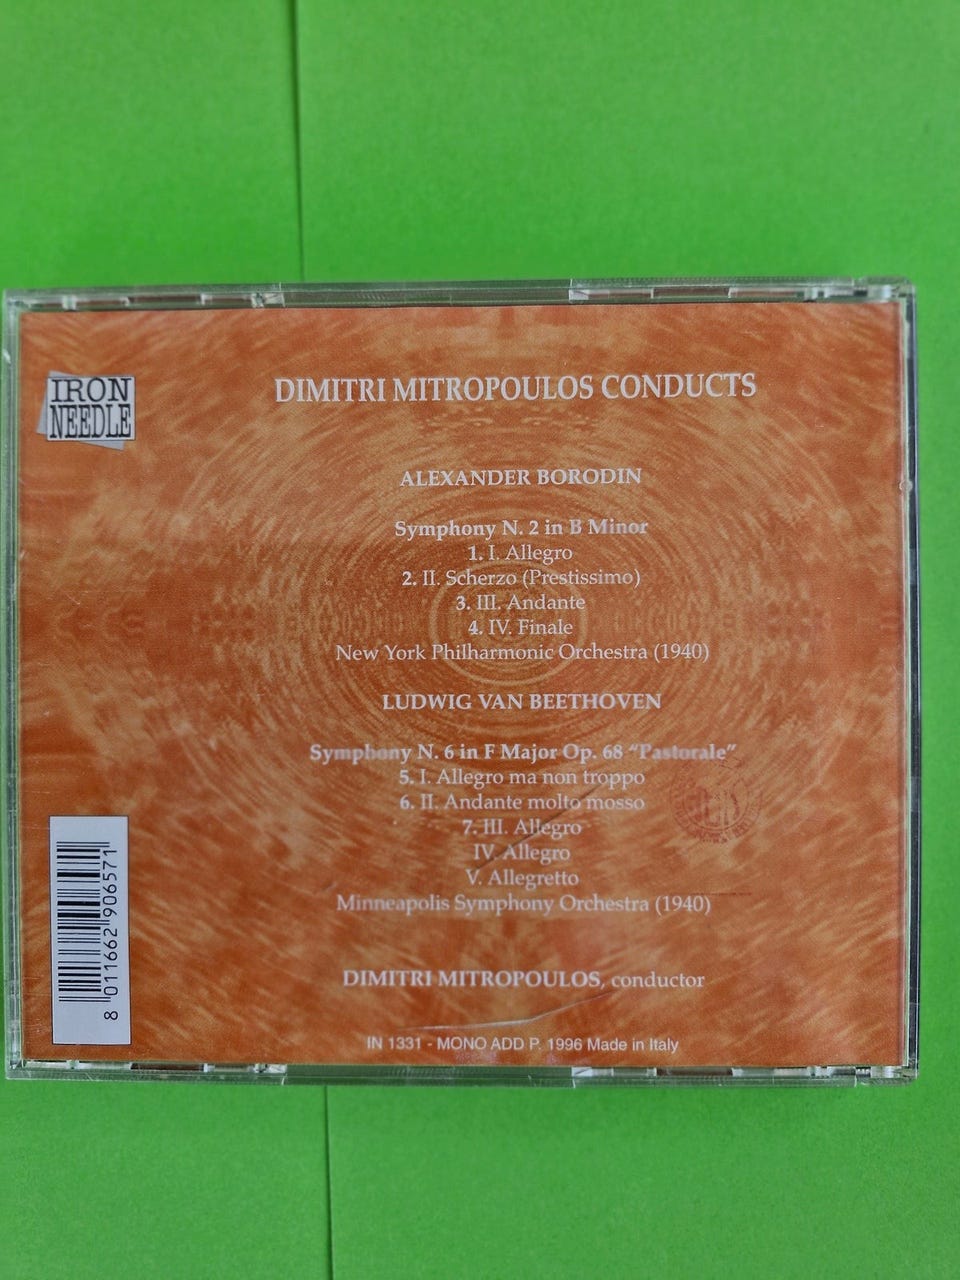 IRON
NEEDLE
DIMITRI MITROPOULOS CONDUCTS
ALEXANDER BORODIN
Symphony N. 2 in B Minor
1. I. Allegro
2. II. Scherzo (Prestissimo)
3. III. Andante
4. IV. Finale
New York Philharmonic Orchestra (1940)
LUDWIG VAN BEETHOVEN
Symphony N. 6 in F Major Op. 68 "Pastorale"
5. I. Allegro ma non troppo
6. II. Andante molto mosso
7. III. Allegro
IV. Allegro
V. Allegretto
Minneapolis Symphony Orchestra (1940)
DIMITRI MITROPOULOS, conductor
IN 1331 - MONO ADD P. 1996 Made in Italy
8 011662 906571